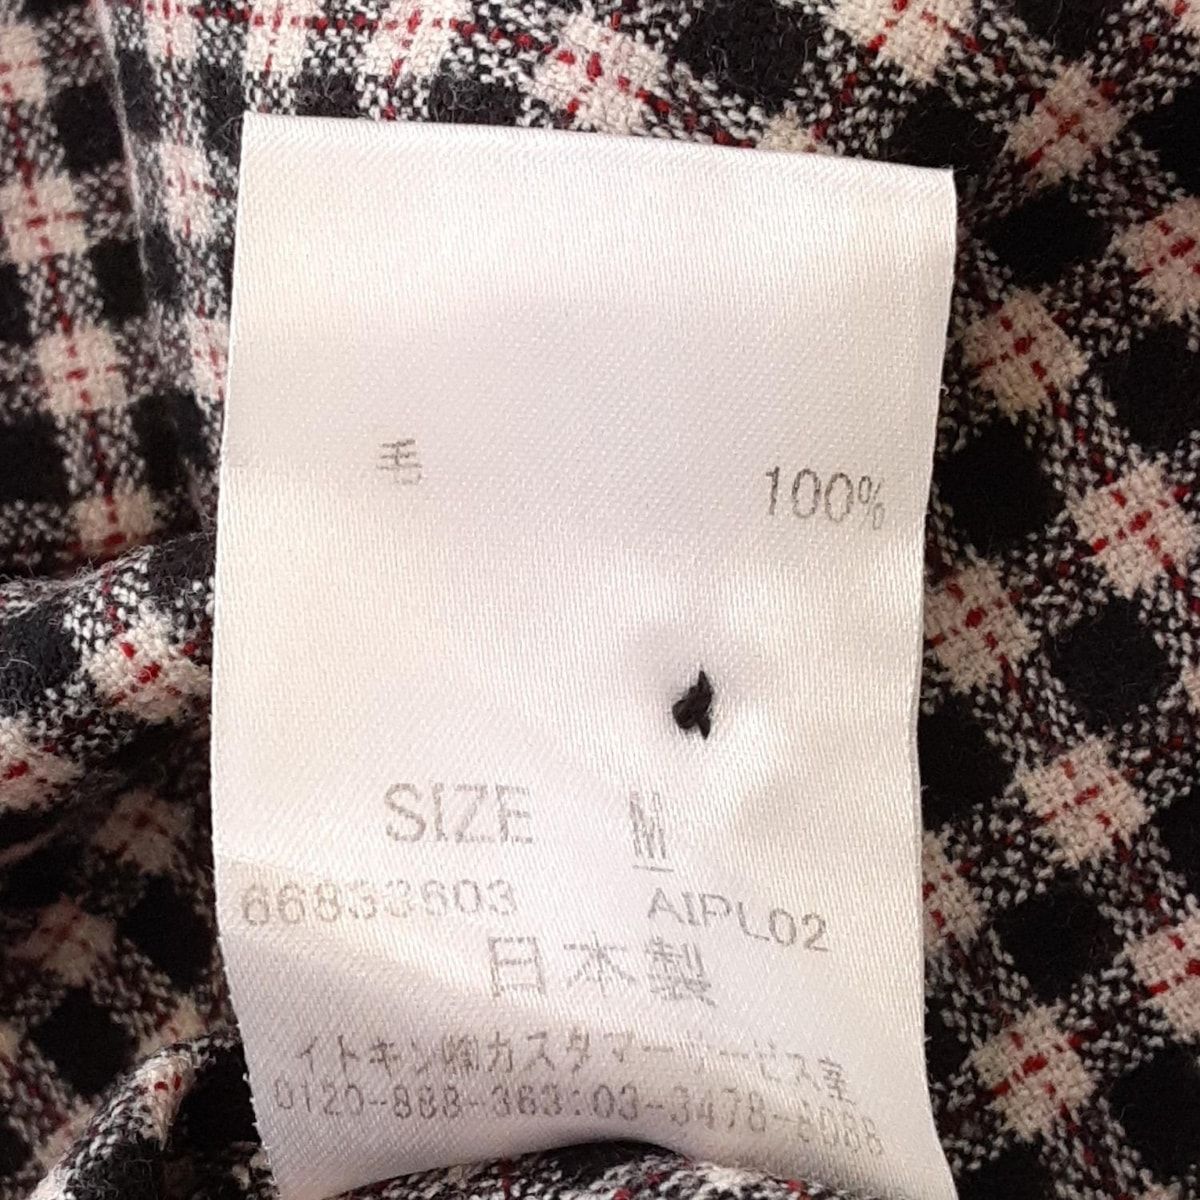 毛 100%
SIZE M
66833603 AIPL02
日本製
イトキン㈱カスタマーサービス室
0120-888-363:03-3478-8088